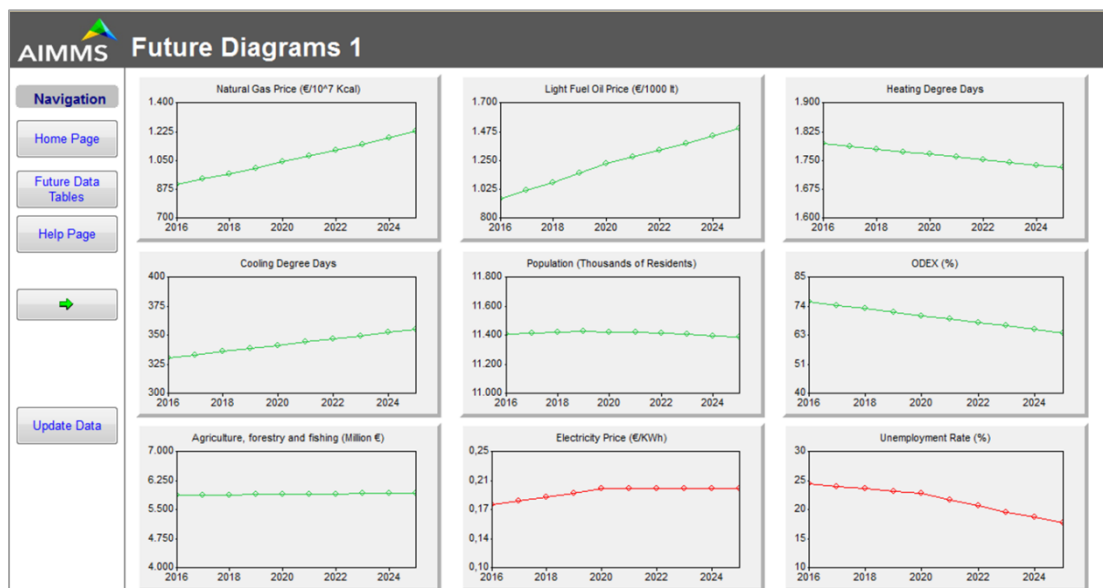 AIMMS
Future Diagrams 1
Navigation
Home Page
Future Data
Tables
Help Page
Update Data
Natural Gas Price (€/10^7 Kcal)
1.400
1.225
1.050
875
700
2016 2018 2020 2022 2024
Light Fuel Oil Price (€/1000 lt)
1.700
1.475
1.250
1.025
800
2016 2018 2020 2022 2024
Heating Degree Days
1.900
1.825
1.750
1.675
1.600
2016 2018 2020 2022 2024
Cooling Degree Days
400
375
350
325
300
2016 2018 2020 2022 2024
Population (Thousands of Residents)
11.800
11.600
11.400
11.200
11.000
2016 2018 2020 2022 2024
ODEX (%)
85
74
63
51
40
2016 2018 2020 2022 2024
Agriculture, forestry and fishing (Million €)
7.000
6.250
5.500
4.750
4.000
2016 2018 2020 2022 2024
Electricity Price (€/KWh)
0,25
0,21
0,17
0,14
0,10
2016 2018 2020 2022 2024
Unemployment Rate (%)
30
25
20
15
10
2016 2018 2020 2022 2024